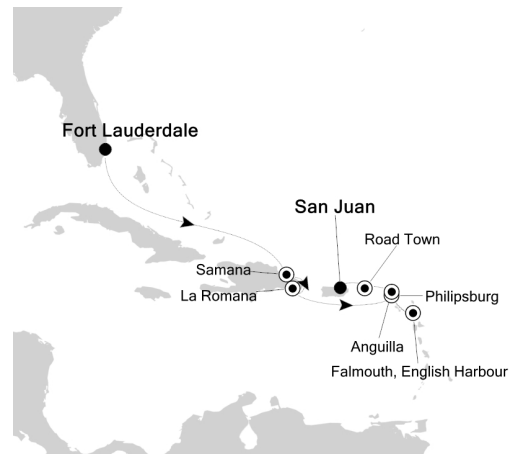 Fort Lauderdale
San Juan
Road Town
Samana
La Romana
Philipsburg
Anguilla
Falmouth, English Harbour